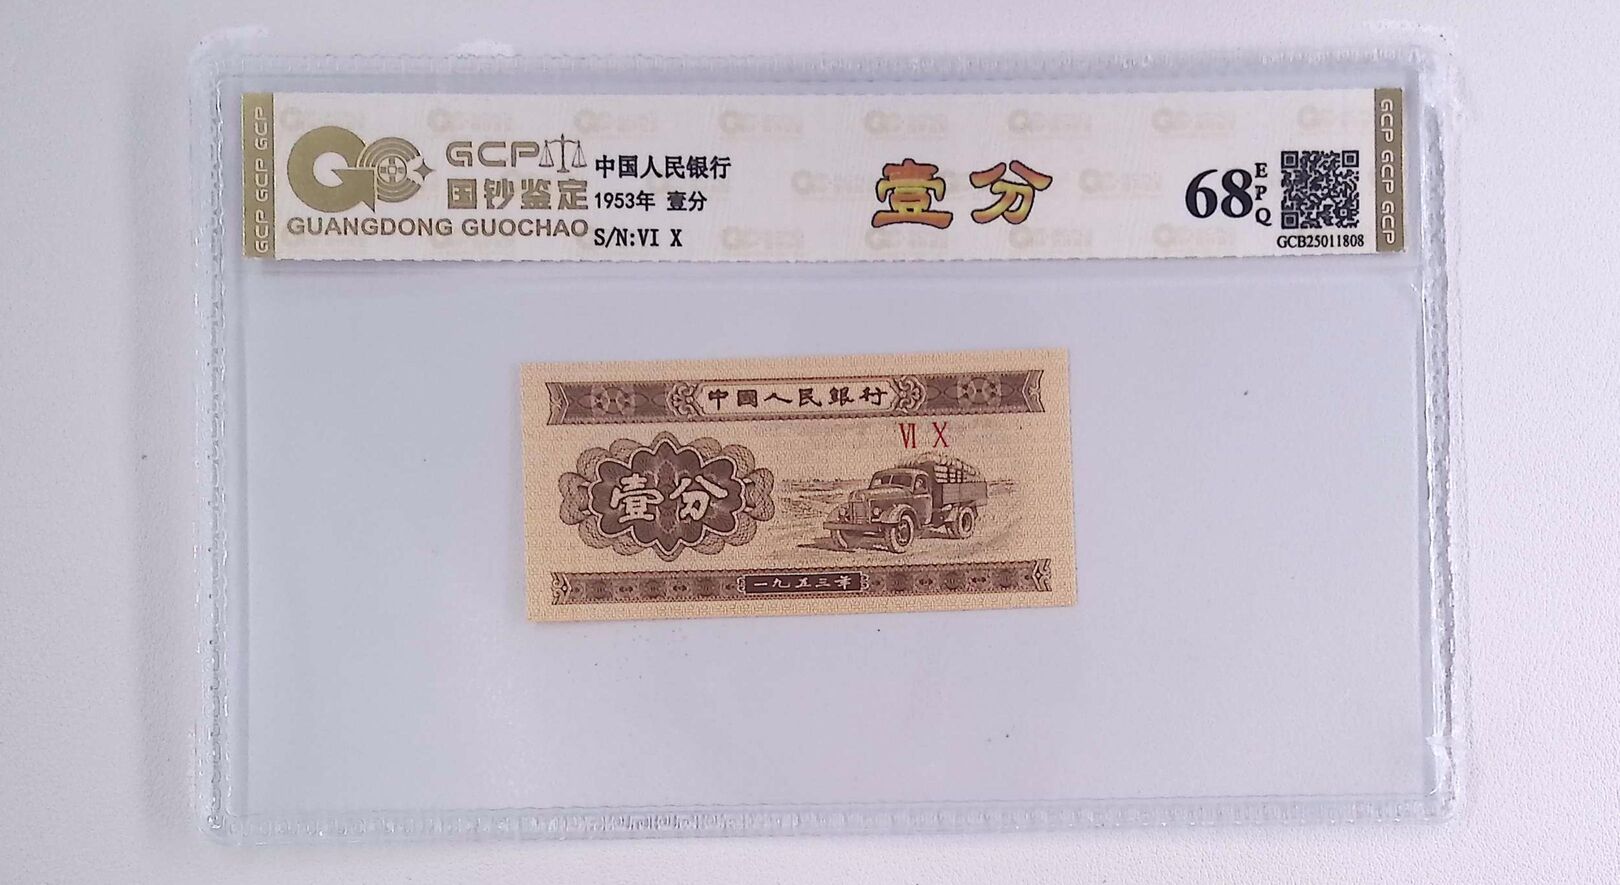 GCP GCP GCP
GCP
国钞鉴定
GUANGDONG GUOCHAO
中国人民银行
1953年 壹分
S/N:VI X
壹分
68 EPQ
GCB25011808
GCP GCP GCP
中國人民銀行
VI X
壹分
一九五三年